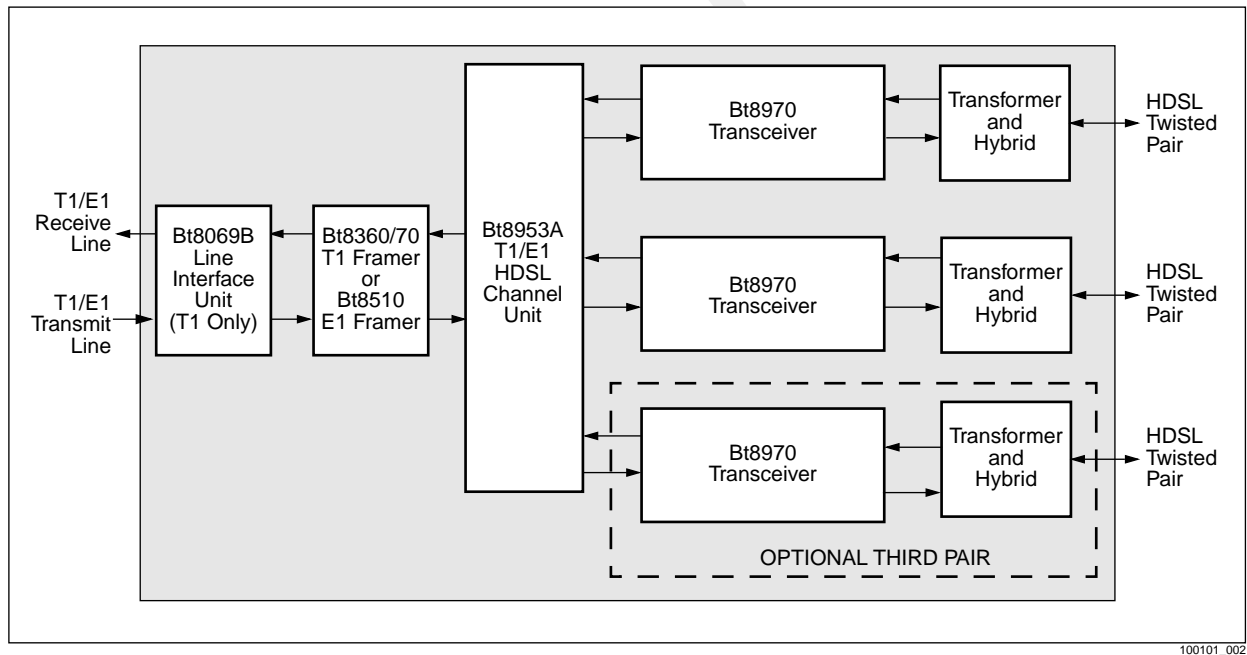 T1/E1
Receive
Line
T1/E1
Transmit
Line
Bt8069B
Line
Interface
Unit
(T1 Only)
Bt8360/70
T1 Framer
or
Bt8510
E1 Framer
Bt8953A
T1/E1
HDSL
Channel
Unit
Bt8970
Transceiver
Transformer
and
Hybrid
HDSL
Twisted
Pair
Bt8970
Transceiver
Transformer
and
Hybrid
HDSL
Twisted
Pair
Bt8970
Transceiver
Transformer
and
Hybrid
HDSL
Twisted
Pair
OPTIONAL THIRD PAIR
100101_002